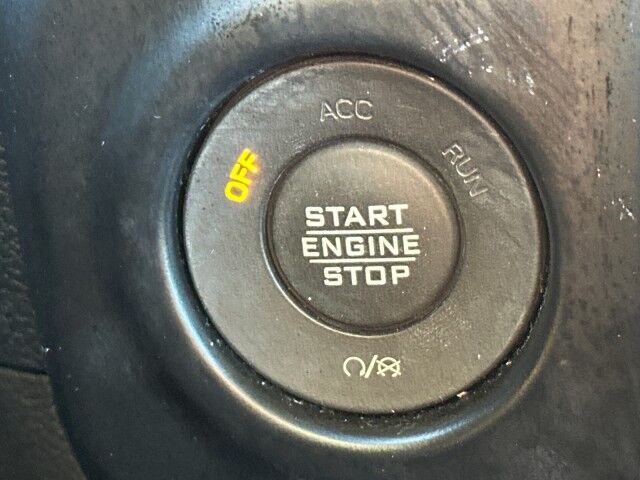 ACC
OFF
RUN
START
ENGINE
STOP